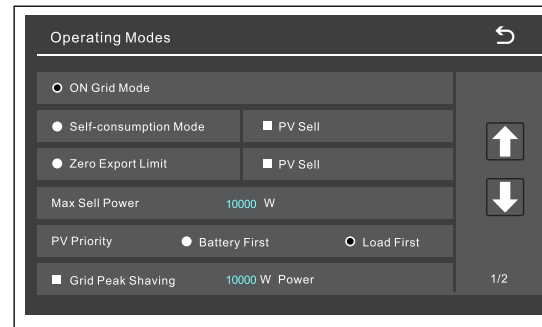 Operating Modes
ON Grid Mode
Self-consumption Mode PV Sell
Zero Export Limit PV Sell
Max Sell Power 10000 W
PV Priority Battery First Load First
Grid Peak Shaving 10000 W Power
1/2